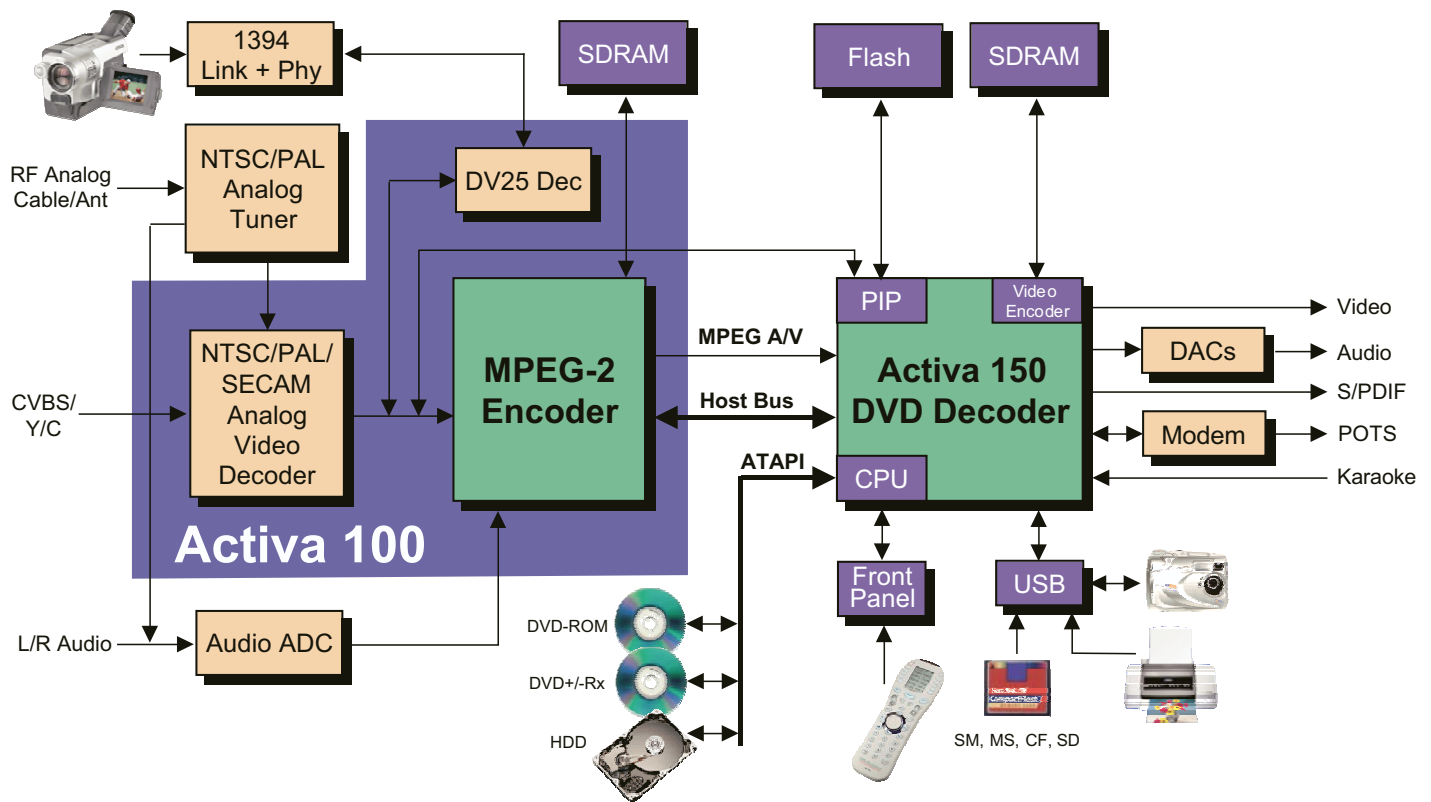 1394
Link + Phy
SDRAM
Flash
SDRAM
NTSC/PAL
Analog
Tuner
RF Analog
Cable/Ant
DV25 Dec
PIP
Video
Encoder
Video
NTSC/PAL/
SECAM
Analog
Video
Decoder
MPEG-2
Encoder
MPEG A/V
Activa 150
DVD Decoder
DACs
Audio
S/PDIF
CVBS/
Y/C
Host Bus
Modem
POTS
ATAPI
CPU
Karaoke
Activa 100
Front
Panel
USB
L/R Audio
Audio ADC
DVD-ROM
DVD+/-Rx
HDD
SanDisk
CompactFlash
SM, MS, CF, SD